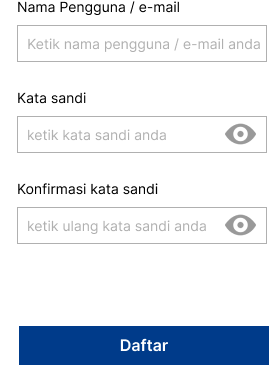 Nama Pengguna / e-mail
Ketik nama pengguna / e-mail anda
Kata sandi
ketik kata sandi anda
Konfirmasi kata sandi
ketik ulang kata sandi anda
Daftar